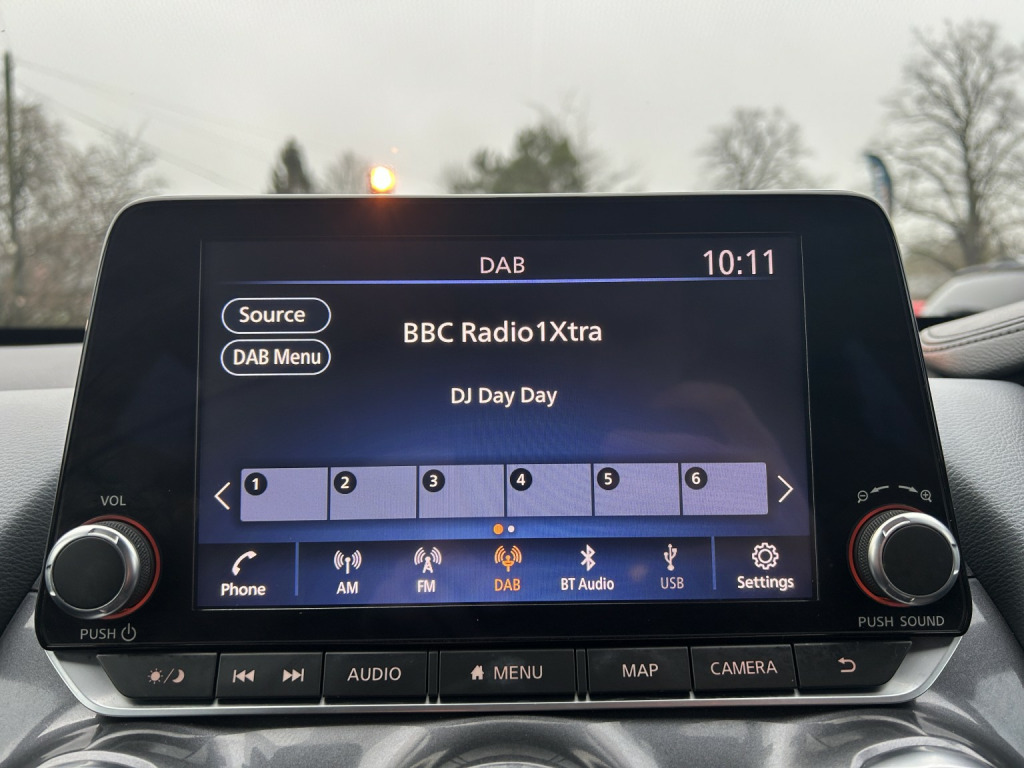 DAB 10:11
Source
BBC Radio1Xtra
DAB Menu
DJ Day Day
1 2 3 4 5 6
VOL
Phone AM FM DAB BT Audio USB Settings
PUSH
PUSH SOUND
AUDIO MENU MAP CAMERA